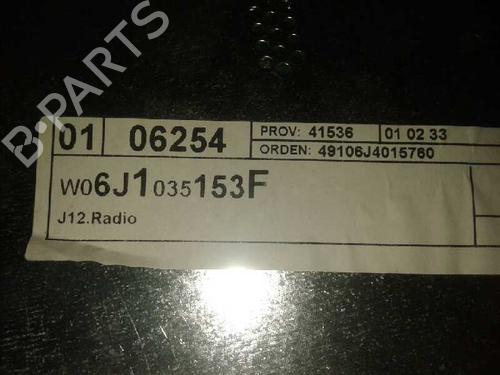 B-PARTS
01 06254 PROV: 41536 01 02 33
ORDEN: 49106J4015760
W06J1035153F
J12.Radio